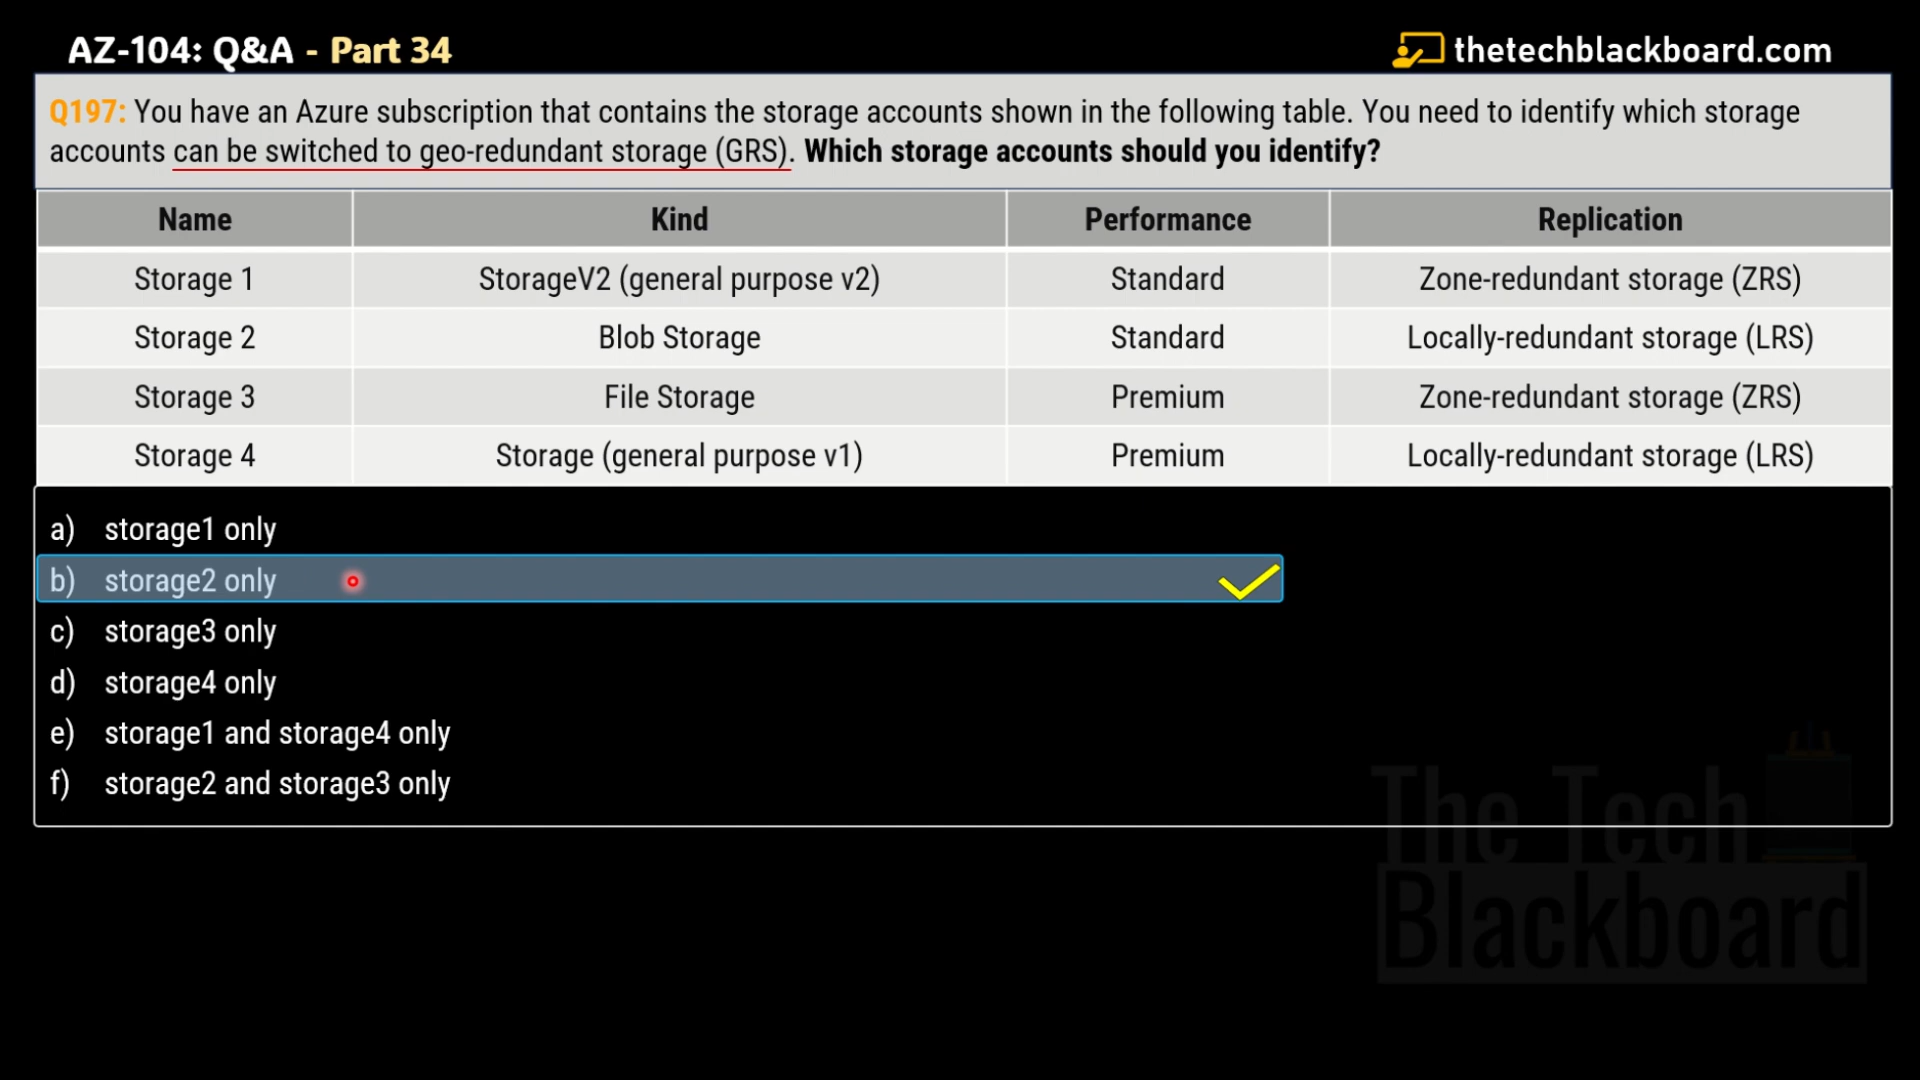 AZ-104: Q&A - Part 34
thetechblackboard.com
Q197: You have an Azure subscription that contains the storage accounts shown in the following table. You need to identify which storage
accounts can be switched to geo-redundant storage (GRS). Which storage accounts should you identify?
Name Kind Performance Replication
Storage 1 StorageV2 (general purpose v2) Standard Zone-redundant storage (ZRS)
Storage 2 Blob Storage Standard Locally-redundant storage (LRS)
Storage 3 File Storage Premium Zone-redundant storage (ZRS)
Storage 4 Storage (general purpose v1) Premium Locally-redundant storage (LRS)
a) storage1 only
b) storage2 only
c) storage3 only
d) storage4 only
e) storage1 and storage4 only
f) storage2 and storage3 only
The Tech
Blackboard